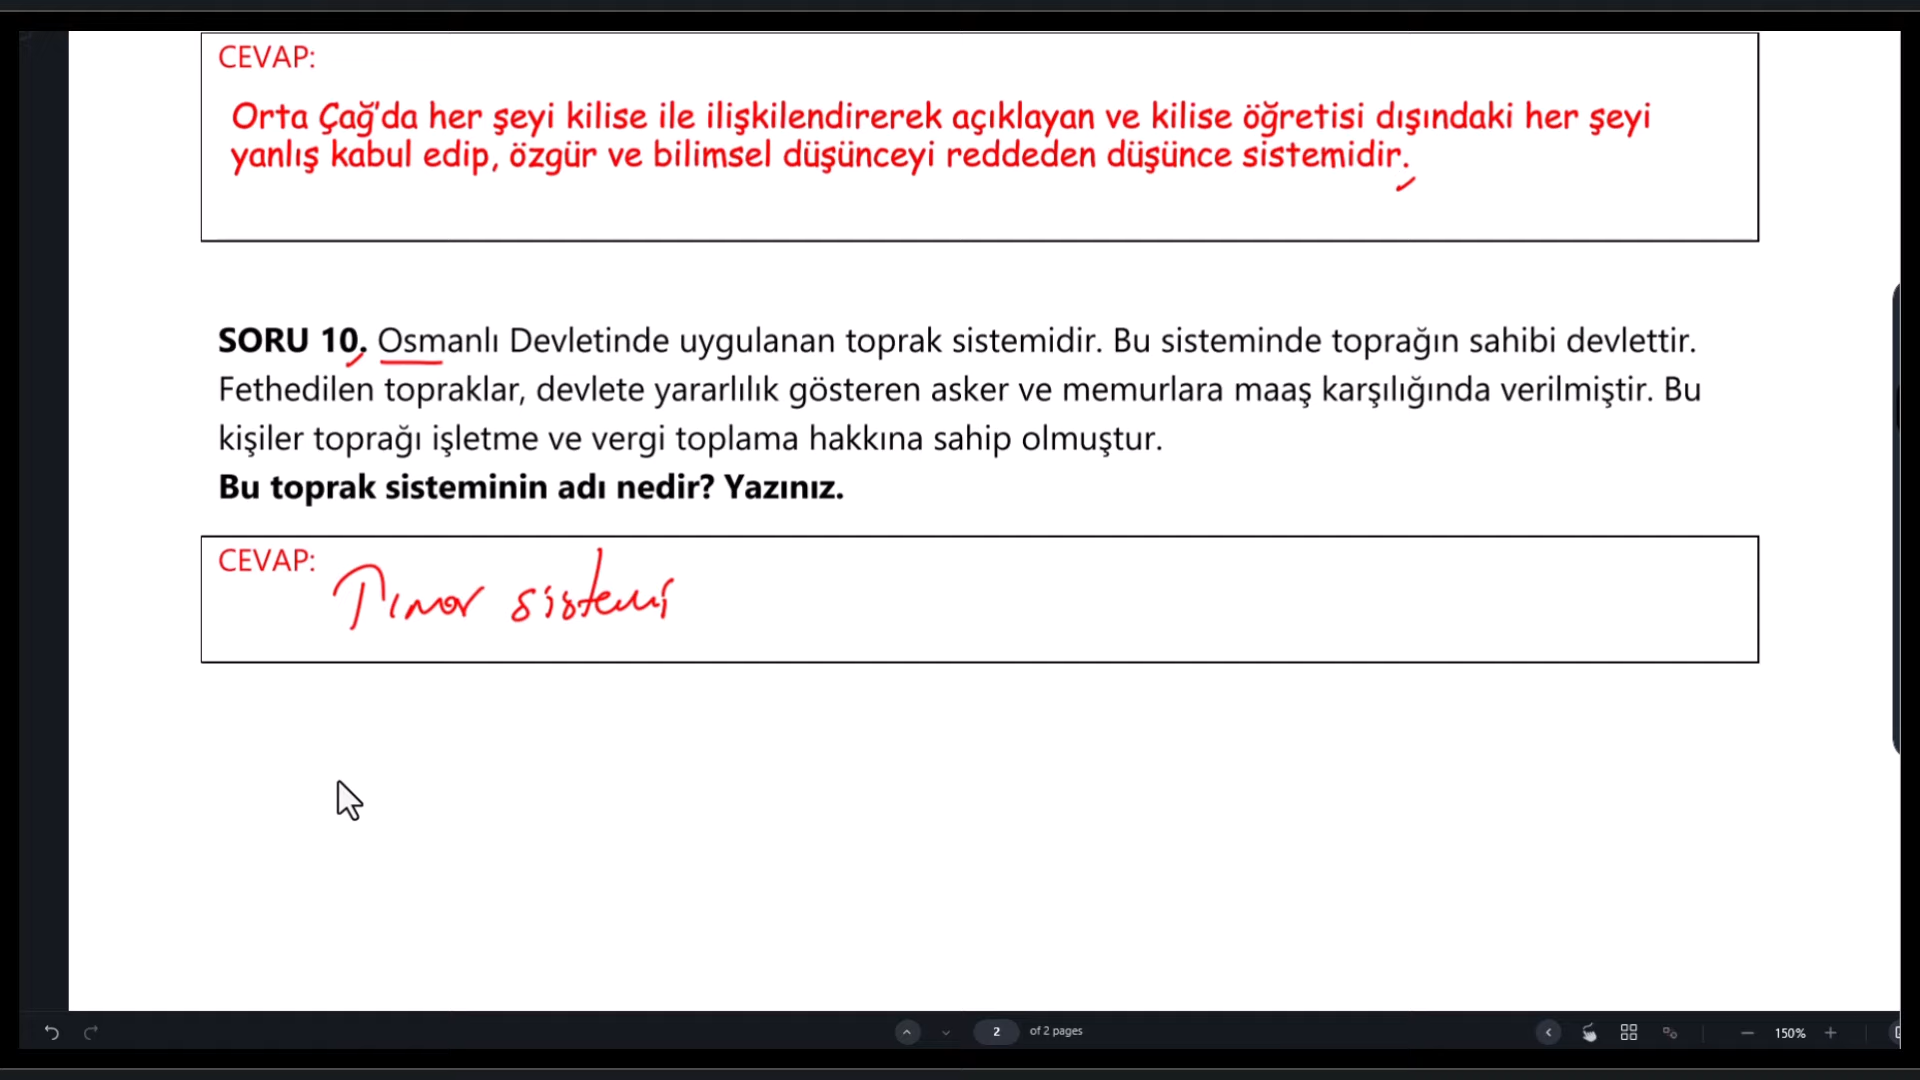 CEVAP:
Orta Çağ'da her şeyi kilise ile ilişkilendirerek açıklayan ve kilise öğretisi dışındaki her şeyi
yanlış kabul edip, özgür ve bilimsel düşünceyi reddeden düşünce sistemidir.
SORU 10. Osmanlı Devletinde uygulanan toprak sistemidir. Bu sisteminde toprağın sahibi devlettir.
Fethedilen topraklar, devlete yararlılık gösteren asker ve memurlara maaş karşılığında verilmiştir. Bu
kişiler toprağı işletme ve vergi toplama hakkına sahip olmuştur.
Bu toprak sisteminin adı nedir? Yazınız.
CEVAP: Tımar sistemi
2 of 2 pages
150%